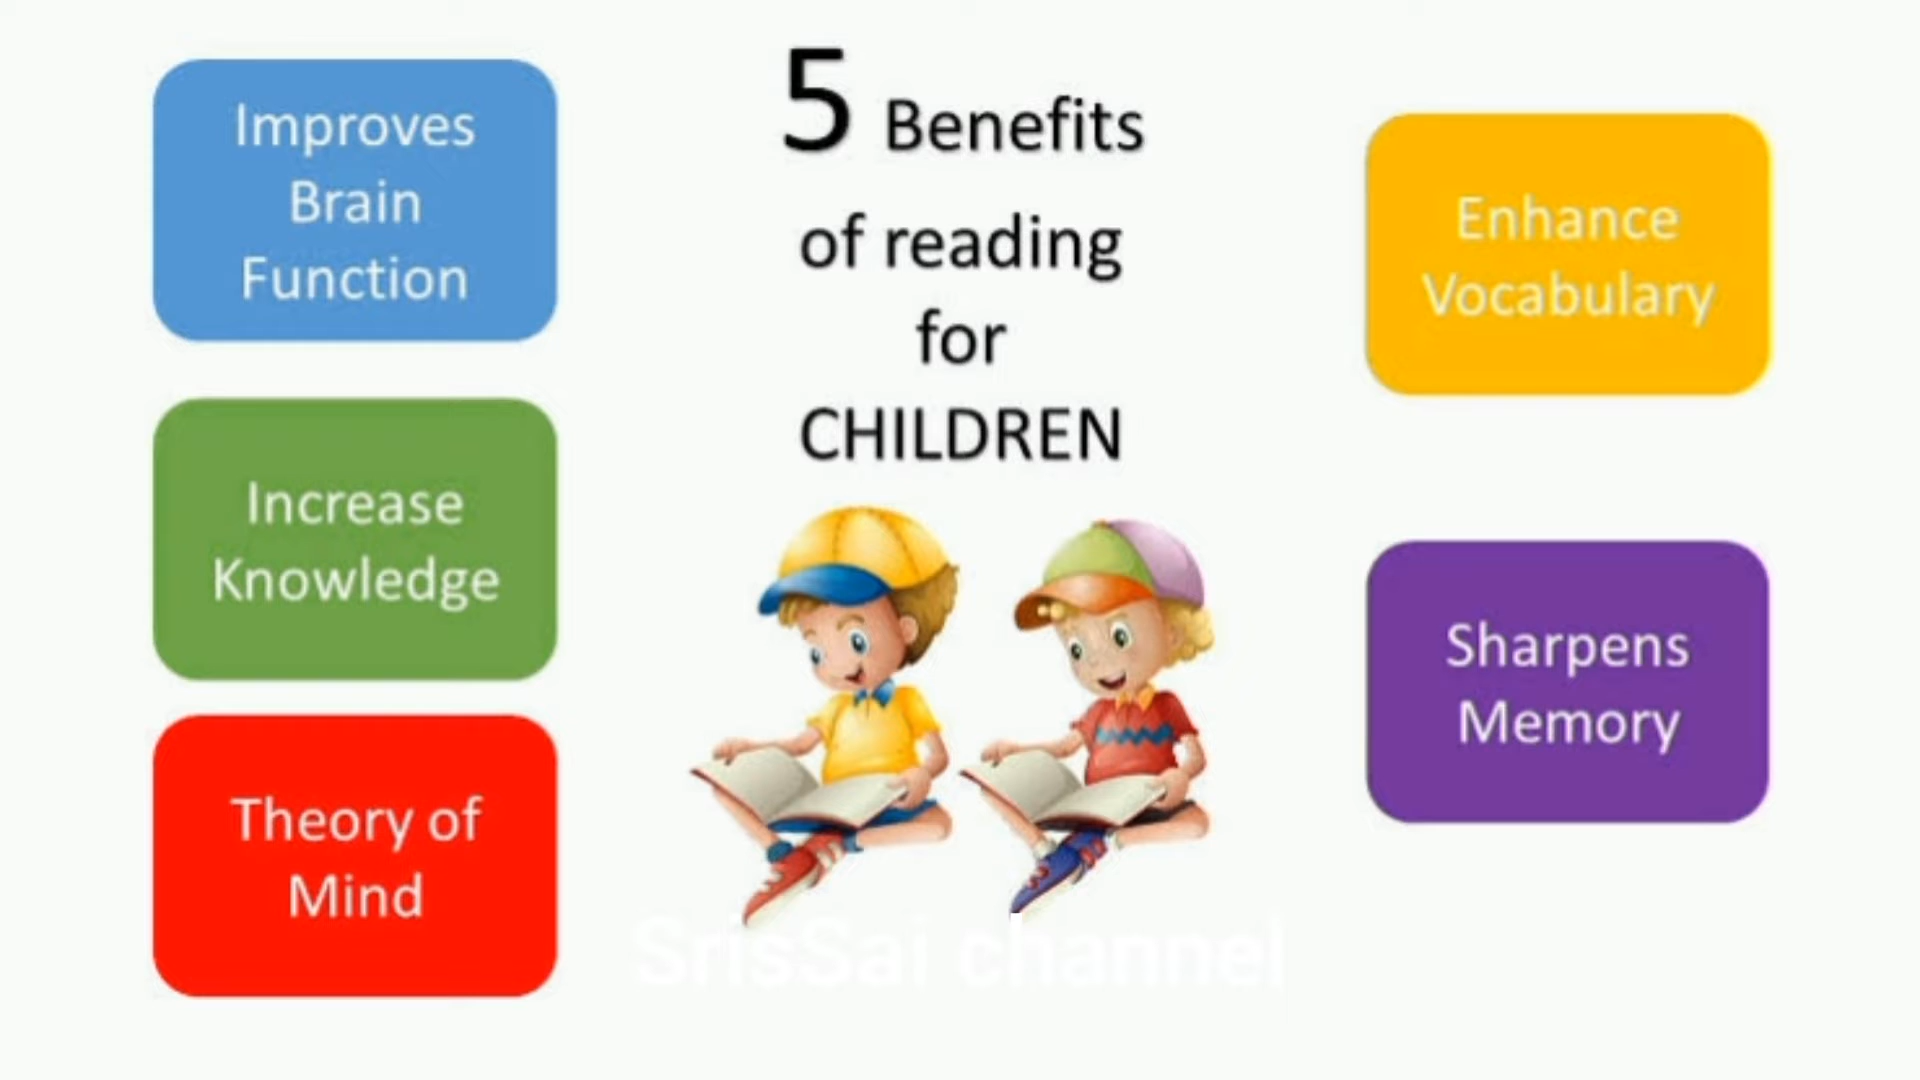 5 Benefits
of reading
for
CHILDREN
Improves
Brain
Function
Increase
Knowledge
Theory of
Mind
Enhance
Vocabulary
Sharpens
Memory
SrisSai channel